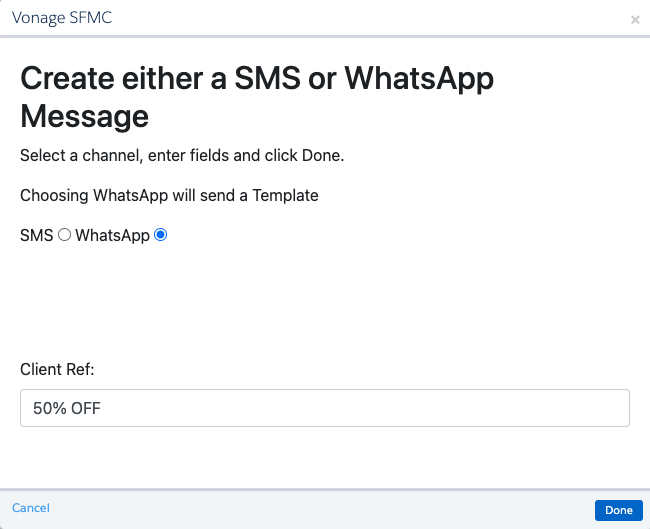 Vonage SFMC
×
Create either a SMS or WhatsApp
Message
Select a channel, enter fields and click Done.
Choosing WhatsApp will send a Template
SMS WhatsApp
Client Ref:
50% OFF
Cancel
Done